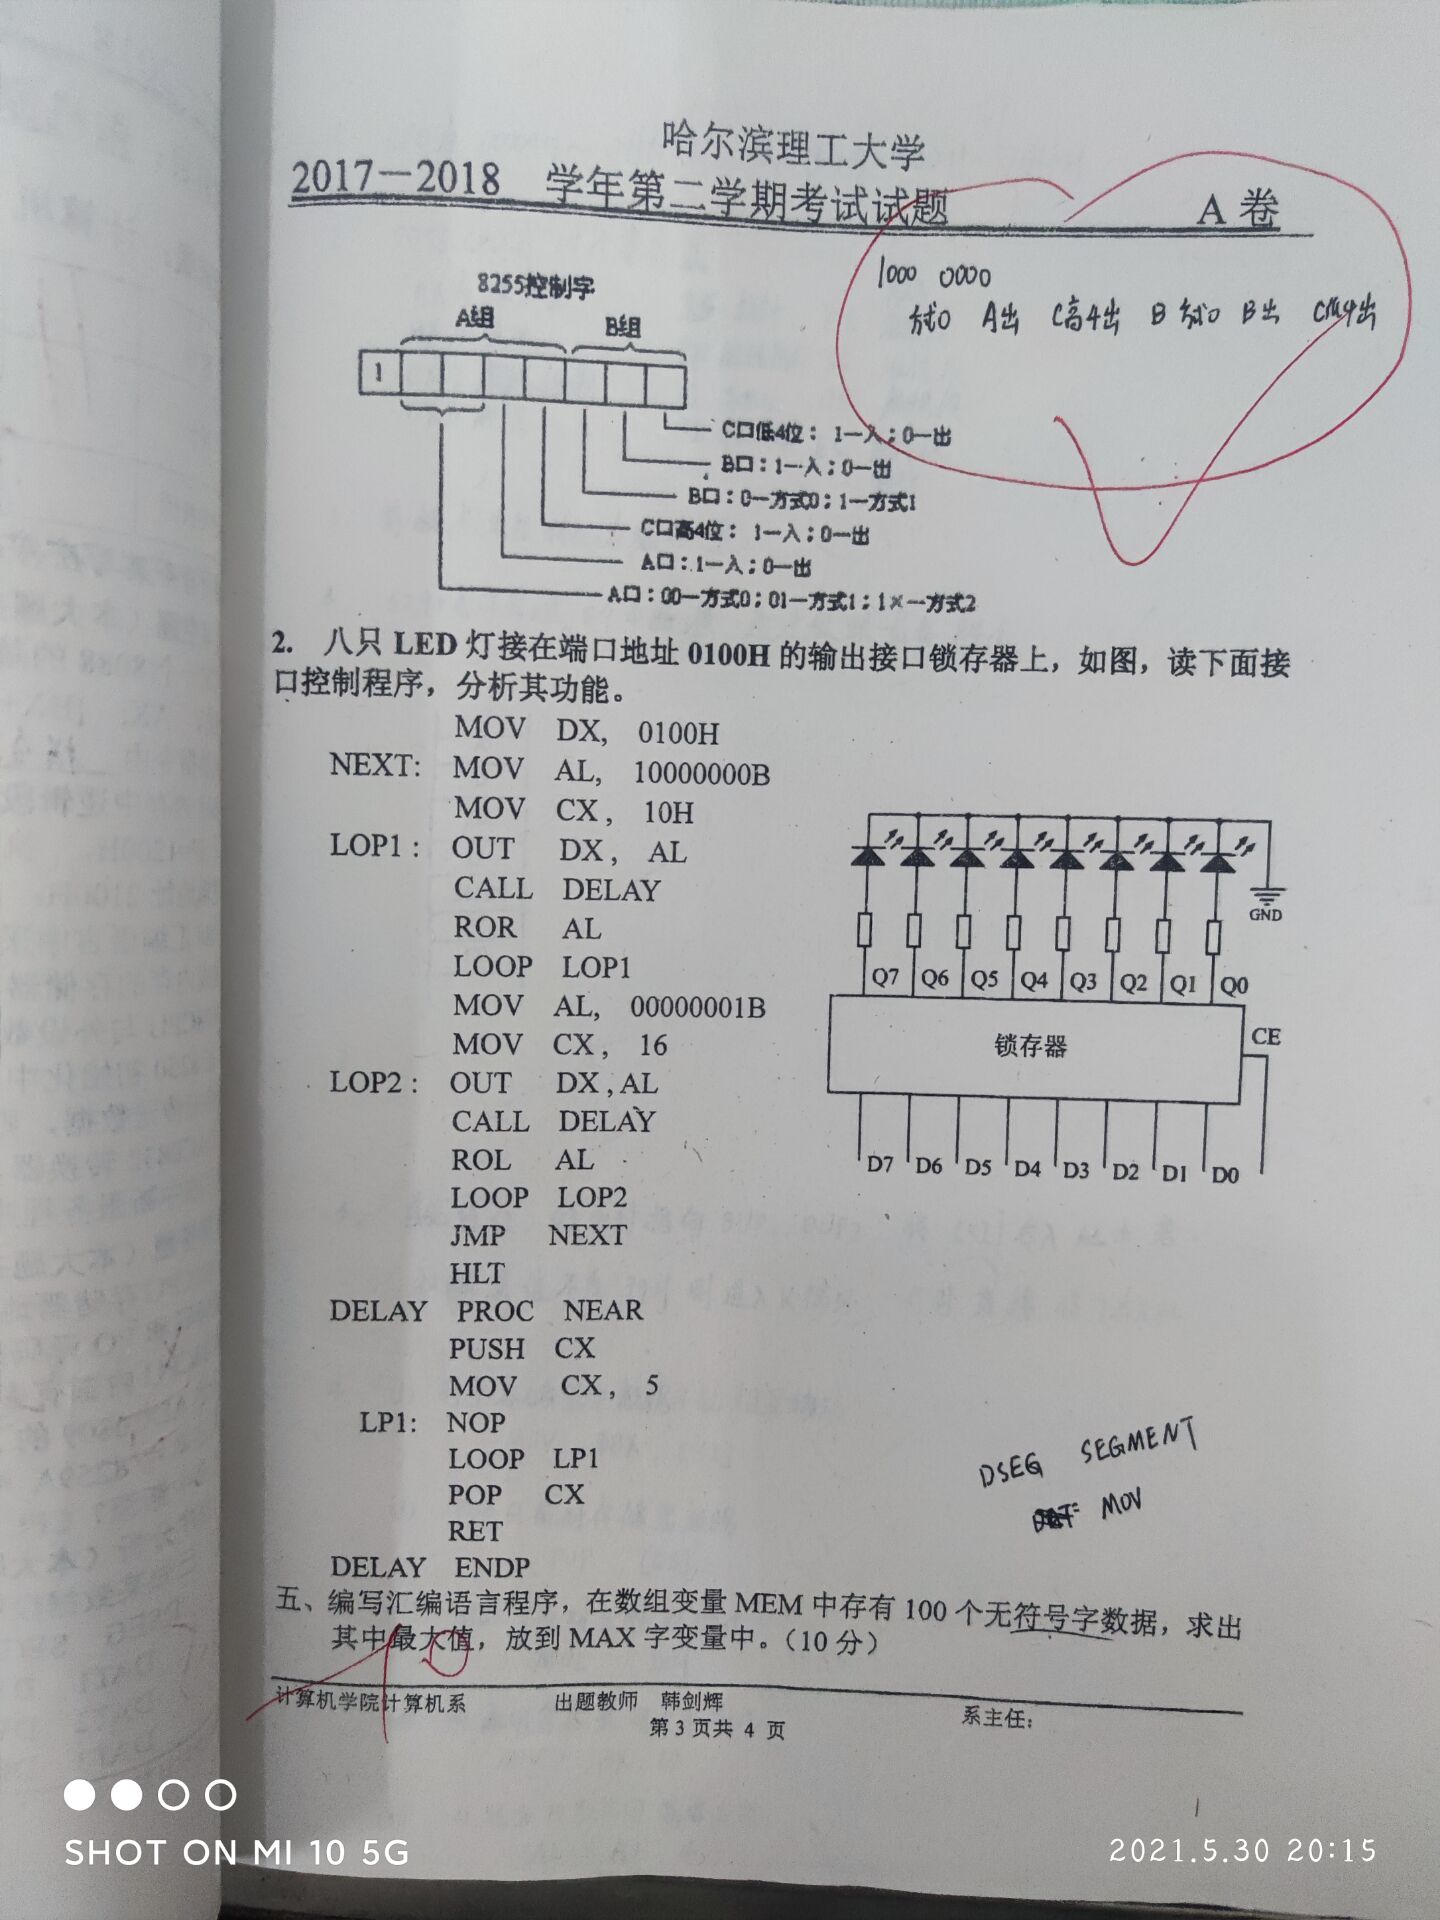 哈尔滨理工大学
2017—2018 学年第二学期考试试题 A 卷
1000 0000
方式0 A出 C高4出 B 方式0 B出 C低4出
8255控制字
A组 B组
1
C口低4位：1—入；0—出
B口：1—入；0—出
B口：0—方式0；1—方式1
C口高4位：1—入；0—出
A口：1—入；0—出
A口：00—方式0；01—方式1；1×—方式2
2. 八只 LED 灯接在端口地址 0100H 的输出接口锁存器上，如图，读下面接
口控制程序，分析其功能。
MOV DX, 0100H
NEXT: MOV AL, 10000000B
MOV CX, 10H
LOP1: OUT DX, AL
CALL DELAY
ROR AL
LOOP LOP1
MOV AL, 00000001B
MOV CX, 16
LOP2: OUT DX,AL
CALL DELAY
ROL AL
LOOP LOP2
JMP NEXT
HLT
DELAY PROC NEAR
PUSH CX
MOV CX, 5
LP1: NOP
LOOP LP1
POP CX
RET
DELAY ENDP
GND
Q7 Q6 Q5 Q4 Q3 Q2 Q1 Q0
锁存器 CE
D7 D6 D5 D4 D3 D2 D1 D0
DSEG SEGMENT
MOV
五、编写汇编语言程序，在数组变量 MEM 中存有 100 个无符号字数据，求出
其中最大值，放到 MAX 字变量中。（10 分）
10
计算机学院计算机系 出题教师 韩剑辉 系主任：
第 3 页共 4 页
SHOT ON MI 10 5G
2021.5.30 20:15